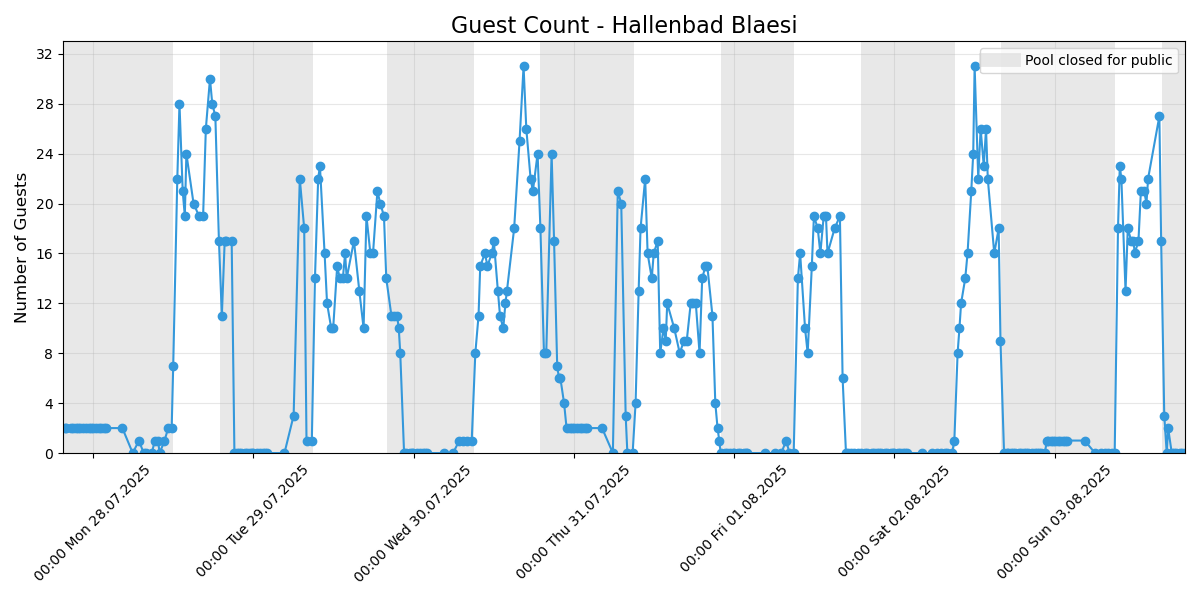 Guest Count - Hallenbad Blaesi
Pool closed for public
Number of Guests
32
28
24
20
16
12
8
4
0
00:00 Mon 28.07.2025
00:00 Tue 29.07.2025
00:00 Wed 30.07.2025
00:00 Thu 31.07.2025
00:00 Fri 01.08.2025
00:00 Sat 02.08.2025
00:00 Sun 03.08.2025